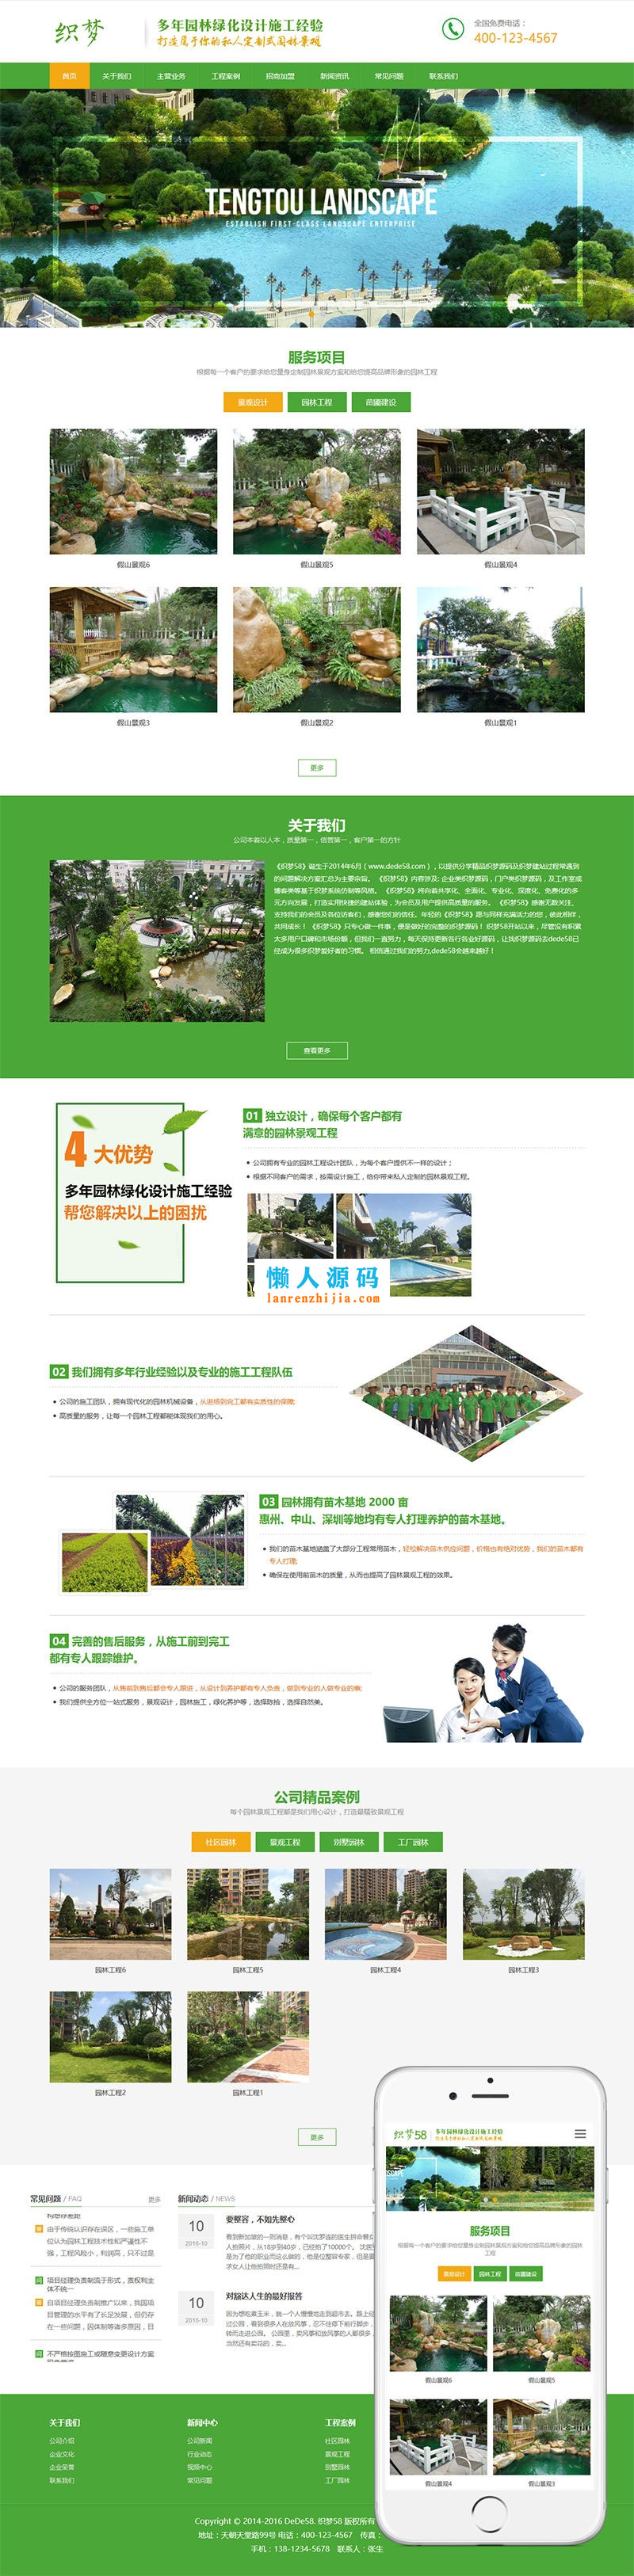 织梦
多年园林绿化设计施工经验
打造属于你的私人定制式园林景观
全国免费电话：
400-123-4567
首页
关于我们
主营业务
工程案例
招商加盟
新闻资讯
常见问题
联系我们
TENGTOU LANDSCAPE
ESTABLISH FIRST-CLASS LANDSCAPE ENTERPRISE
服务项目
根据每一个客户的要求给您量身定制园林景观方案和给您提高品牌形象的园林工程
景观设计
园林工程
苗圃建设
假山景观6
假山景观5
假山景观4
假山景观3
假山景观2
假山景观1
更多
关于我们
公司本着以人本，质量第一，信赏第一，客户第一的方针
《织梦58》诞生于2014年6月（www.dede58.com），以提供分享精品织梦源码及织梦建站过程常遇到
的问题解决方案汇总为主要宗旨。《织梦58》内容涉及: 企业类织梦源码，门户类织梦源码，及工作室或
博客类等基于织梦系统仿制等风格。《织梦58》将向着共享化、全面化、专业化、深度化、免费化的多
元方向发展，打造实用快捷的建站体验，为会员及用户提供高质量的服务。《织梦58》感谢无数关注、
支持我们的会员及各位访客们，感谢您们的信任。年轻的《织梦58》愿与同样充满活力的您，彼此相伴，
共同成长！《织梦58》只专心做一件事，便是做好的完整的织梦源码！ 织梦58开站以来，尽管没有积累
太多用户口碑和市场份额，但我们一直努力，每天保持更新各行各业好源码，让我织梦源码去dede58已
经成为很多织梦爱好者的习惯。 相信通过我们的努力,dede58会越来越好！
查看更多
4 大优势
多年园林绿化设计施工经验
帮您解决以上的困扰
01 独立设计，确保每个客户都有
满意的园林景观工程
公司拥有专业的园林工程设计团队，为每个客户提供不一样的设计；
根据不同客户的需求，按需设计施工，给你带来私人定制的园林景观工程。
懒人源码
lanrenzhijia.com
02 我们拥有多年行业经验以及专业的施工工程队伍
公司的施工团队，拥有现代化的园林机械设备，从进场到完工都有实质性的保障;
高质量的服务，让每一个园林工程都能体现我们的用心。
03 园林拥有苗木基地 2000 亩
惠州、中山、深圳等地均有专人打理养护的苗木基地。
我们的苗木基地涵盖了大部分工程常用苗木，轻松解决苗木供应问题，价格也有绝对优势，我们的苗木都有
专人打理;
确保在使用前苗木的质量，从而也提高了园林景观工程的效果。
04 完善的售后服务，从施工前到完工
都有专人跟踪维护。
公司的服务团队，从售前到售后都会专人跟进，从设计到养护都有专人负责，做到专业的人做专业的事;
我们提供全方位一站式服务，景观设计，园林施工，绿化养护等，选择陈抬，选择自然美。
公司精品案例
每个园林景观工程都是我们用心设计，打造最精致景观工程
社区园林
景观工程
别墅园林
工厂园林
园林工程6
园林工程5
园林工程4
园林工程3
园林工程2
园林工程1
更多
常见问题 / FAQ
更多
由于传统认识存在误区，一些施工单
位认为园林工程技术性和严谨性不
强，工程风险小，利润高，只不过是
项目经理负责制流于形式，责权利主
体不统一
自项目经理负责制推广以来，我国项
目管理的水平有了长足发展，但仍存
在一些问题，因体制等诸多原因，目
不严格按图施工或随意变更设计方案
新闻动态 / NEWS
10
2016-10
要整容，不如先整心
看到新加坡的一则消息，有个叫沈罗连的医生拼命替女
人拍照片，从18岁到40岁，已经拍了10000个。 沈医
是为了他的职业而这么做的，他是位整容专家，但是要
求女人让他拍照时还是有...
10
2016-10
对豁达人生的最好报答
因为想吃煮玉米，就一个人慢慢地走到超市去。路上经
过公园，看到很多人在放风筝，忍不住停下前行脚步，
转而走进公园。 公园里，卖风筝和放风筝的人都很多，
当然还有卖花的，卖...
织梦58
多年园林绿化设计施工经验
打造属于你的私人定制式园林景观
服务项目
根据每一个客户的要求给您量身定制园林景观方案和给您提高品牌形象的园林
工程
景观设计
园林工程
苗圃建设
假山景观6
假山景观5
假山景观4
假山景观3
关于我们
公司介绍
企业文化
企业荣誉
联系我们
新闻中心
公司新闻
行业动态
视频中心
常见问题
工程案例
社区园林
景观工程
别墅园林
工厂园林
Copyright © 2014-2016 DeDe58. 织梦58 版权所有
地址：天朝天堂路99号 电话：400-123-4567 传真：
手机：138-1234-5678 联系人：张生